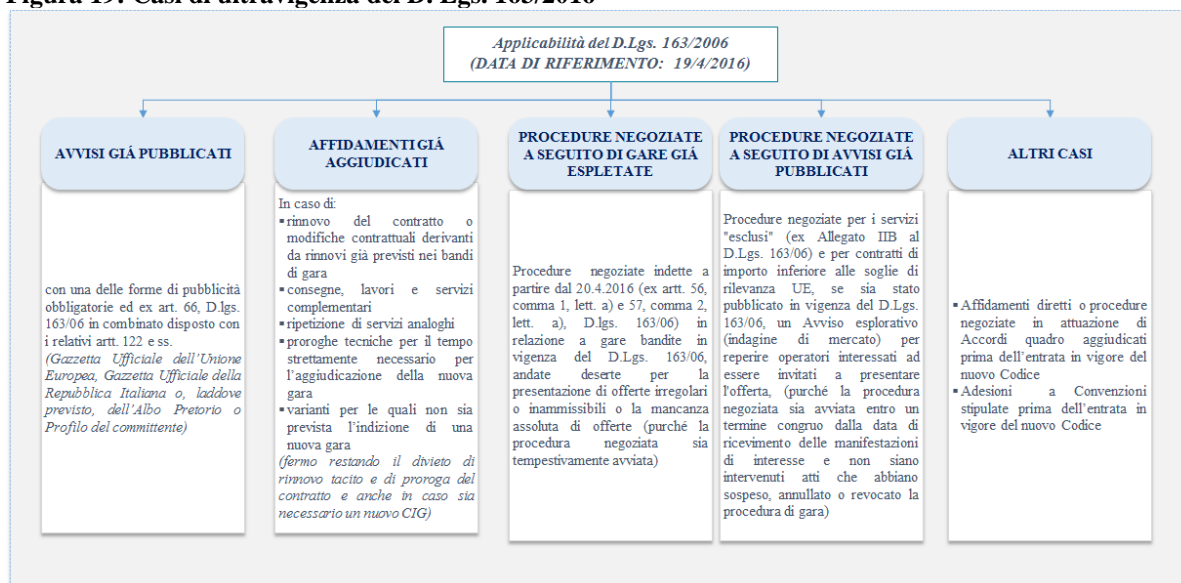 Figura 19: Casi di ultravigenza del D. Lgs. 163/2016
Applicabilità del D.Lgs. 163/2006
(DATA DI RIFERIMENTO: 19/4/2016)
AVVISI GIÁ PUBBLICATI
con una delle forme di pubblicità
obbligatorie ed ex art. 66, D.lgs.
163/06 in combinato disposto con
i relativi artt. 122 e ss.
(Gazzetta Ufficiale dell'Unione
Europea, Gazzetta Ufficiale della
Repubblica Italiana o, laddove
previsto, dell'Albo Pretorio o
Profilo del committente)
AFFIDAMENTI GIÁ
AGGIUDICATI
In caso di:
▪ rinnovo del contratto o
modifiche contrattuali derivanti
da rinnovi già previsti nei bandi
di gara
▪ consegne, lavori e servizi
complementari
▪ ripetizione di servizi analoghi
▪ proroghe tecniche per il tempo
strettamente necessario per
l'aggiudicazione della nuova
gara
▪ varianti per le quali non sia
prevista l'indizione di una
nuova gara
(fermo restando il divieto di
rinnovo tacito e di proroga del
contratto e anche in caso sia
necessario un nuovo CIG)
PROCEDURE NEGOZIATE
A SEGUITO DI GARE GIÁ
ESPLETATE
Procedure negoziate indette a
partire dal 20.4.2016 (ex artt. 56,
comma 1, lett. a) e 57, comma 2,
lett. a), D.lgs. 163/06) in
relazione a gare bandite in
vigenza del D.Lgs. 163/06,
andate deserte per la
presentazione di offerte irregolari
o inammissibili o la mancanza
assoluta di offerte (purché la
procedura negoziata sia
tempestivamente avviata)
PROCEDURE NEGOZIATE
A SEGUITO DI AVVISI GIÁ
PUBBLICATI
Procedure negoziate per i servizi
"esclusi" (ex Allegato IIB al
D.Lgs. 163/06) e per contratti di
importo inferiore alle soglie di
rilevanza UE, se sia stato
pubblicato in vigenza del D.Lgs.
163/06, un Avviso esplorativo
(indagine di mercato) per
reperire operatori interessati ad
essere invitati a presentare
l'offerta, (purché la procedura
negoziata sia avviata entro un
termine congruo dalla data di
ricevimento delle manifestazioni
di interesse e non siano
intervenuti atti che abbiano
sospeso, annullato o revocato la
procedura di gara)
ALTRI CASI
▪ Affidamenti diretti o procedure
negoziate in attuazione di
Accordi quadro aggiudicati
prima dell'entrata in vigore del
nuovo Codice
▪ Adesioni a Convenzioni
stipulate prima dell'entrata in
vigore del nuovo Codice